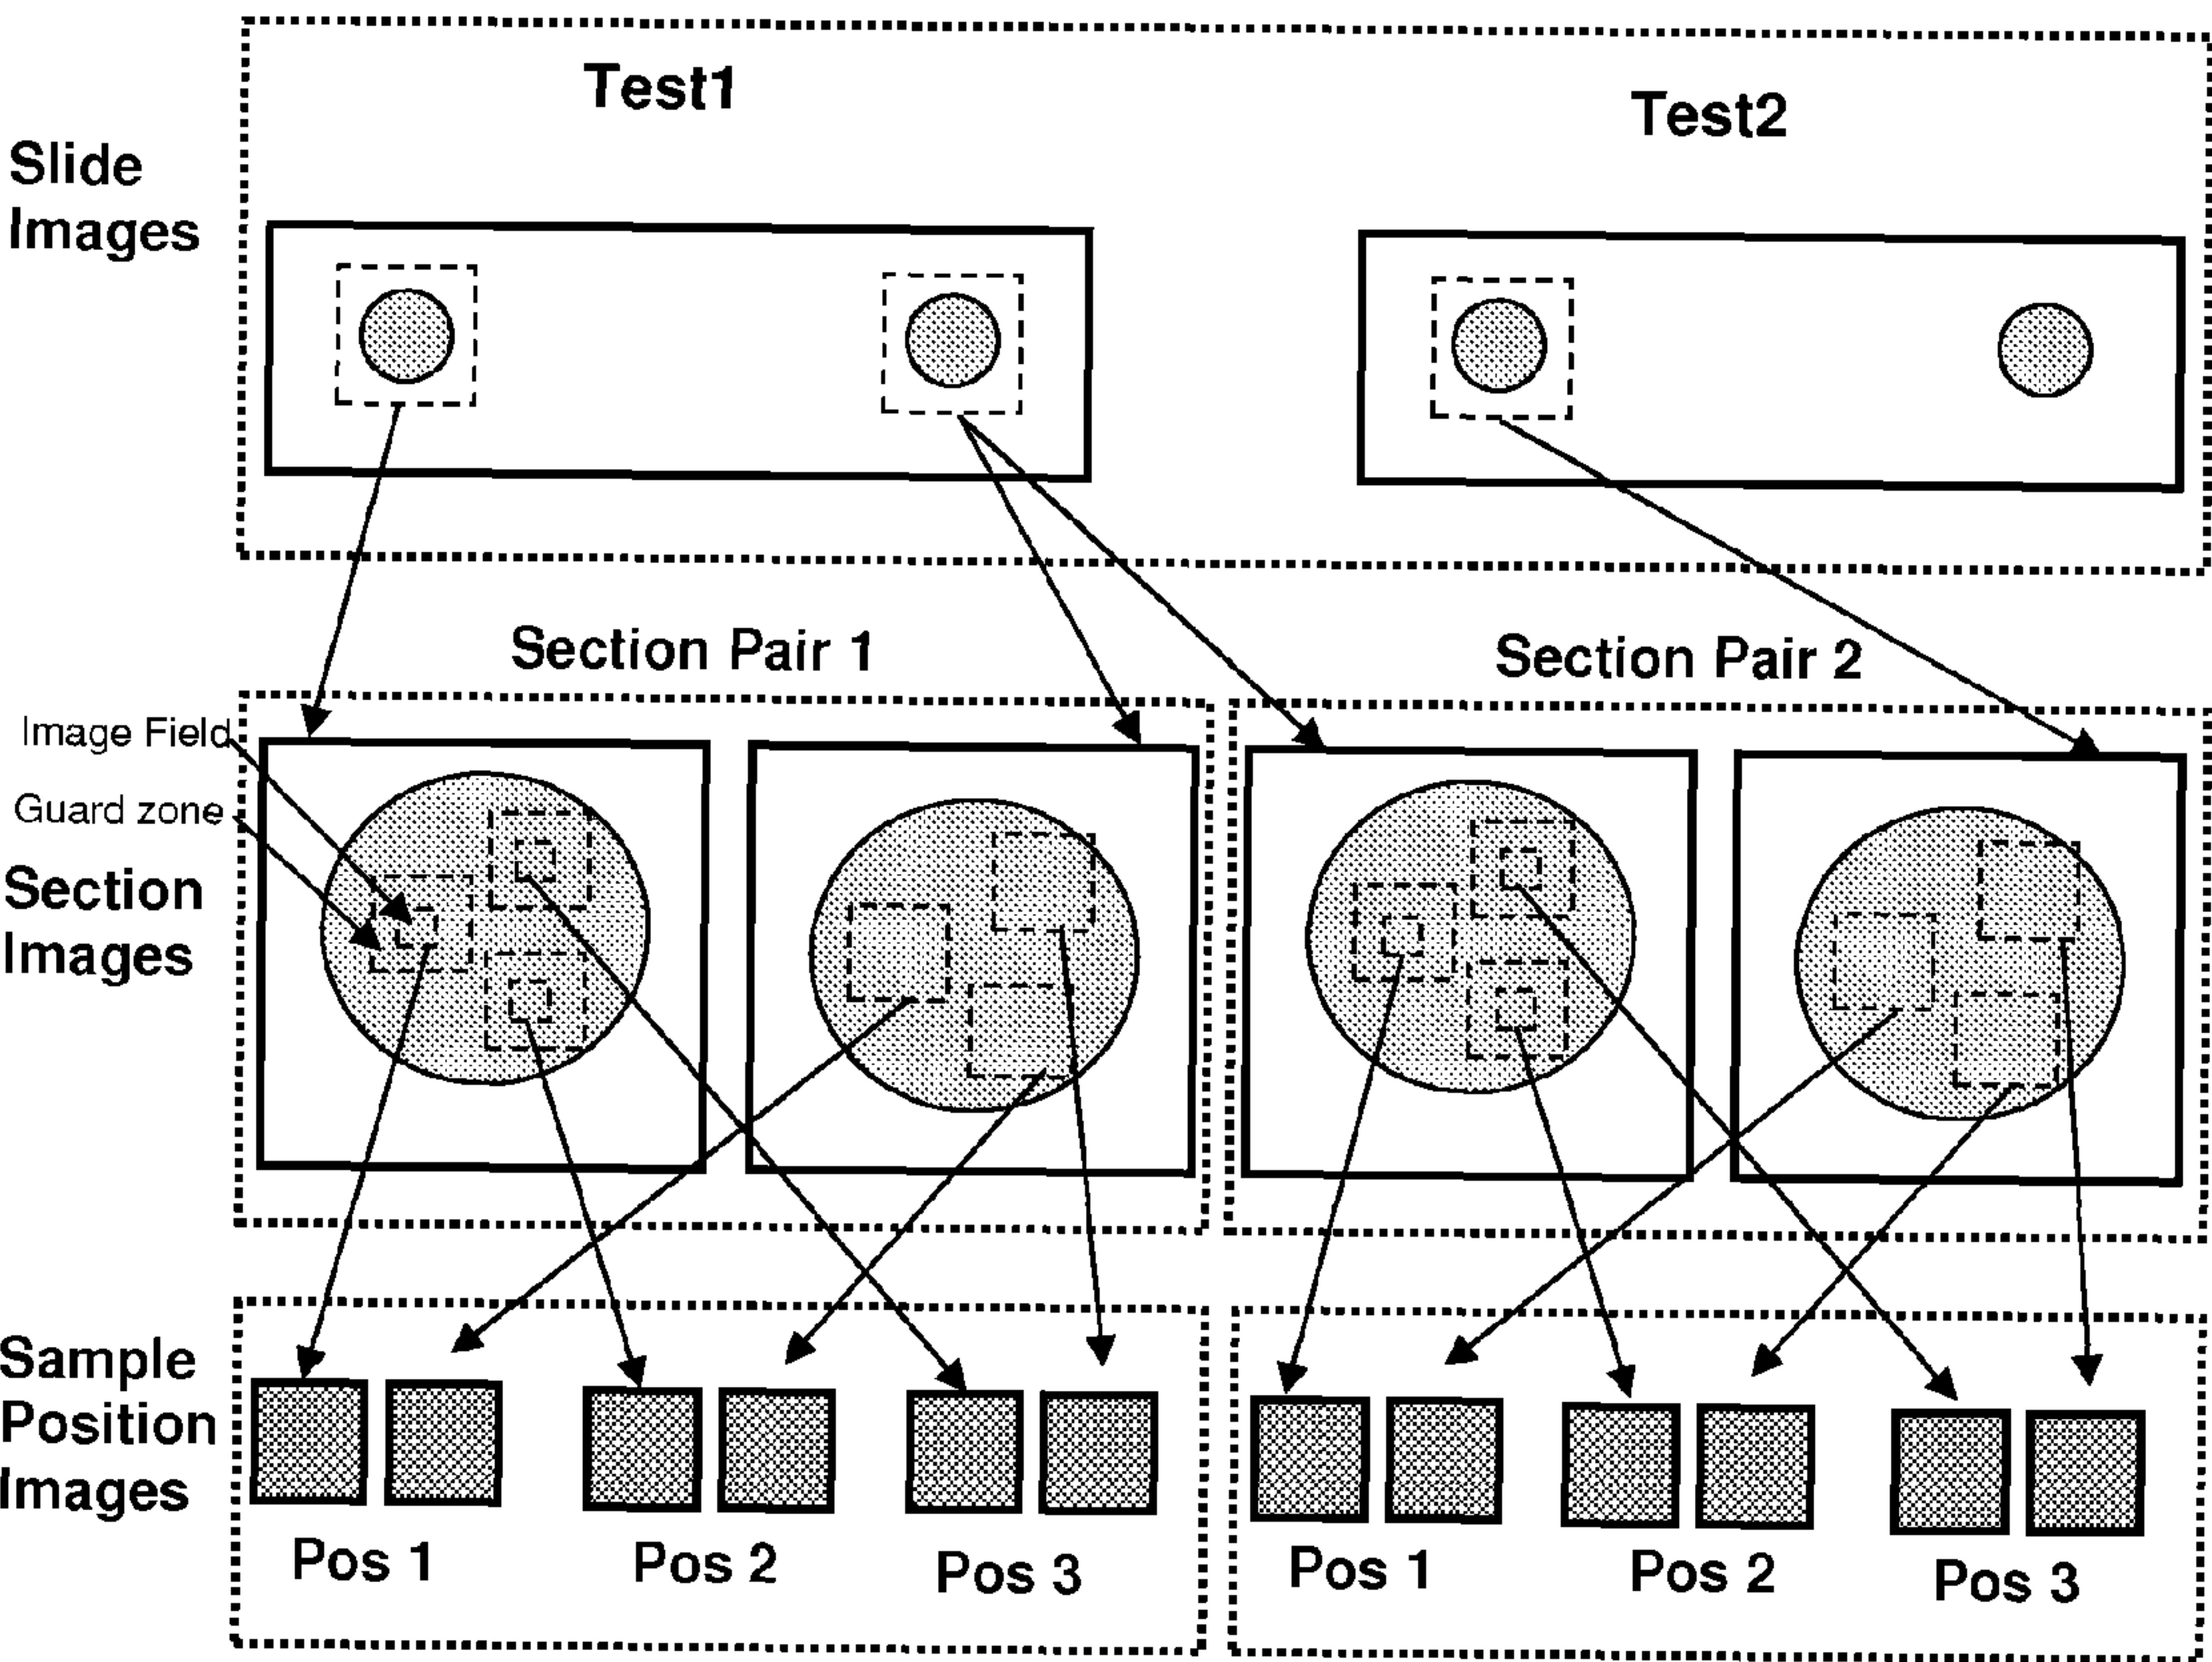 Test1
Test2
Slide
Images
Section Pair 1
Section Pair 2
Image Field
Guard zone
Section
Images
Sample
Position
Images
Pos 1
Pos 2
Pos 3
Pos 1
Pos 2
Pos 3